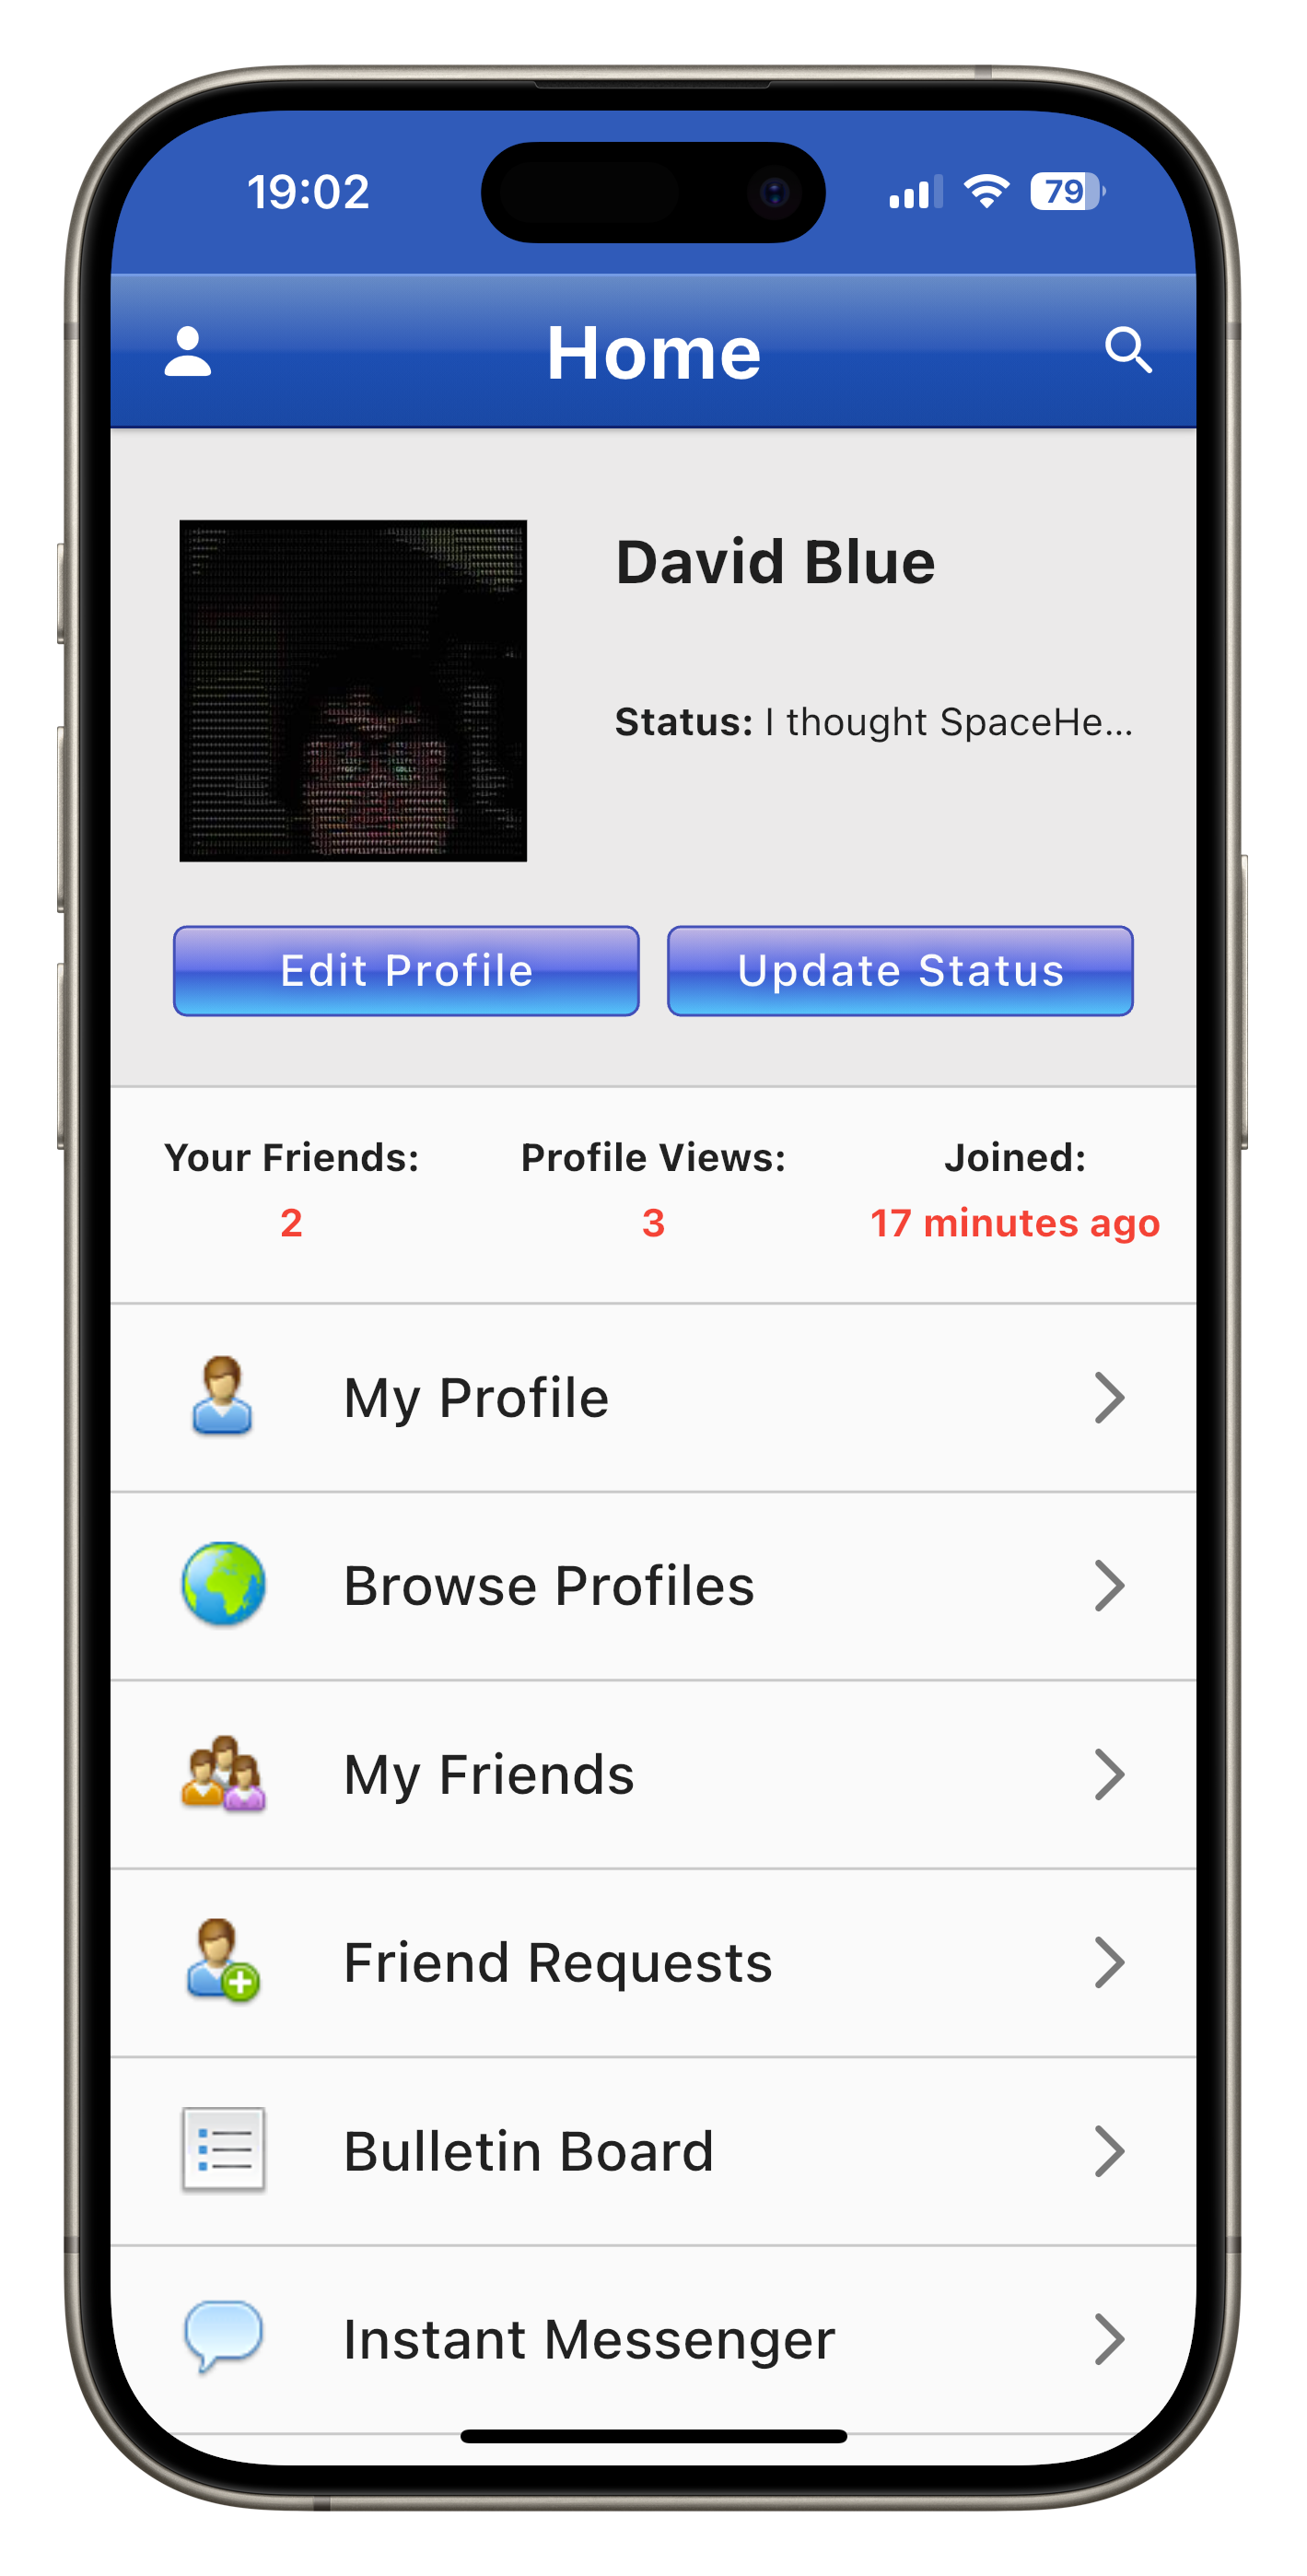 19:02
79
Home
David Blue
Status: I thought SpaceHe...
Edit Profile
Update Status
Your Friends:
Profile Views:
Joined:
2
3
17 minutes ago
My Profile
Browse Profiles
My Friends
Friend Requests
Bulletin Board
Instant Messenger